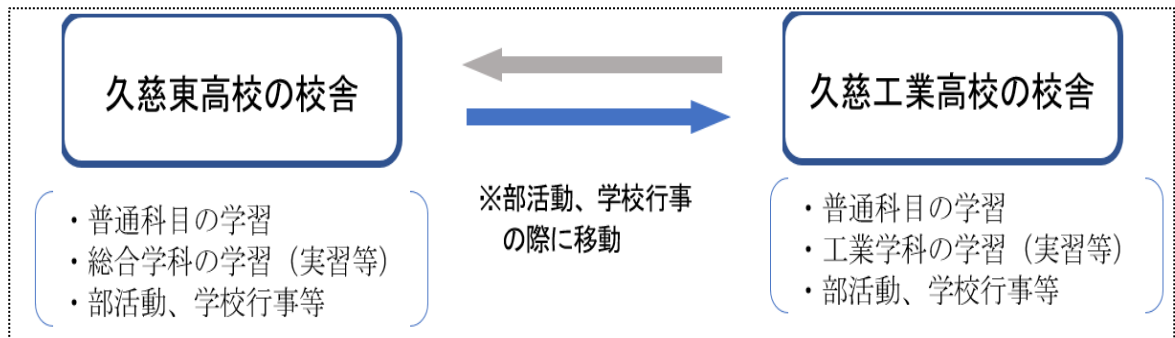 久慈東高校の校舎
・普通科目の学習
・総合学科の学習（実習等）
・部活動、学校行事等
※部活動、学校行事
の際に移動
久慈工業高校の校舎
・普通科目の学習
・工業学科の学習（実習等）
・部活動、学校行事等